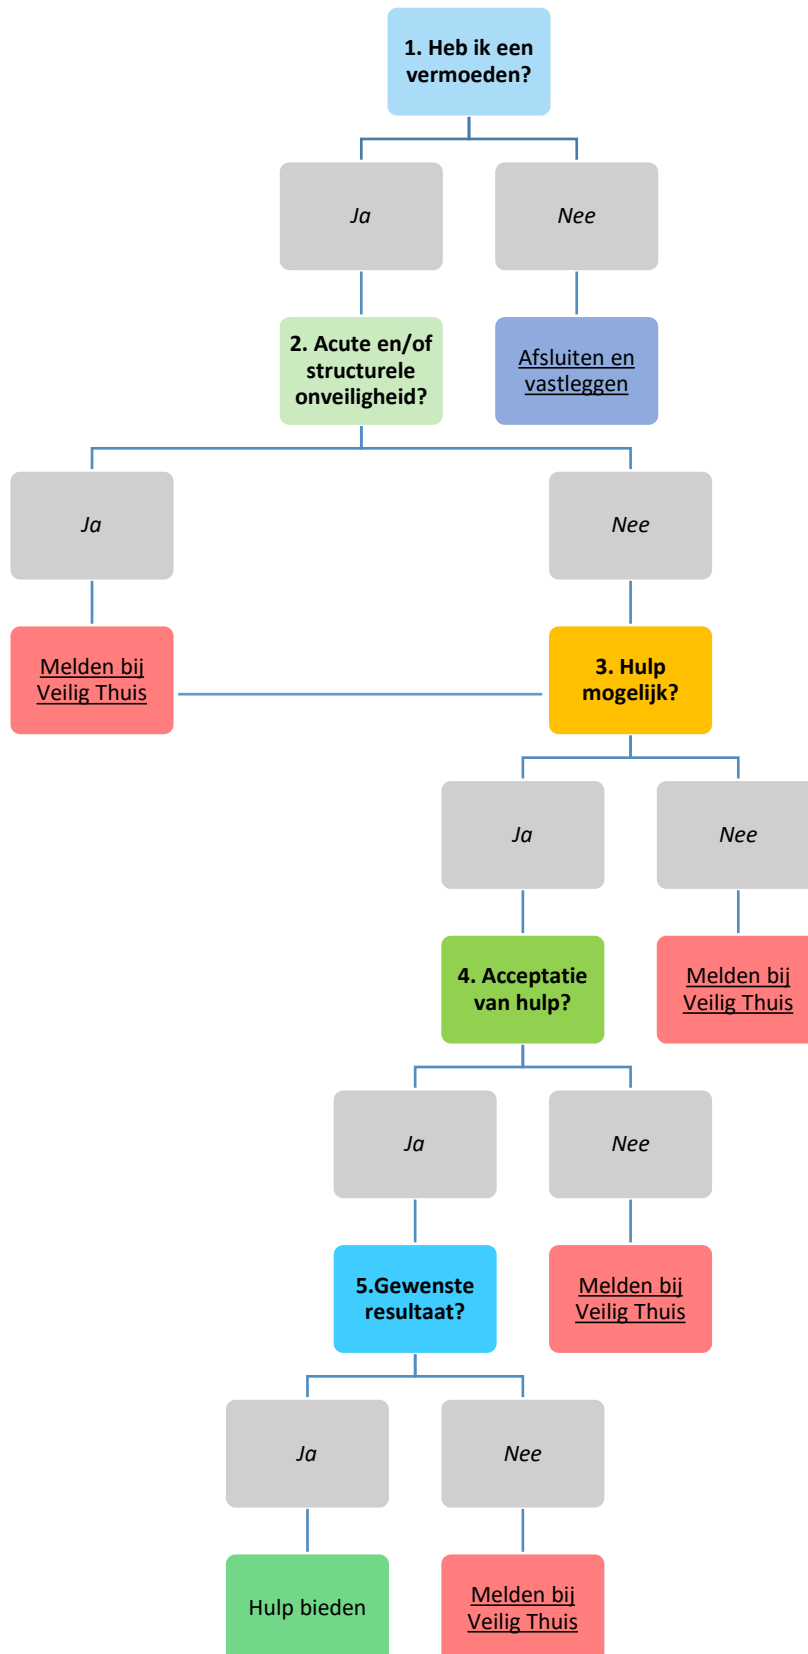 1. Heb ik een
vermoeden?
Ja
Nee
2. Acute en/of
structurele
onveiligheid?
Afsluiten en
vastleggen
Ja
Nee
Melden bij
Veilig Thuis
3. Hulp
mogelijk?
Ja
Nee
4. Acceptatie
van hulp?
Melden bij
Veilig Thuis
Ja
Nee
5.Gewenste
resultaat?
Melden bij
Veilig Thuis
Ja
Nee
Hulp bieden
Melden bij
Veilig Thuis